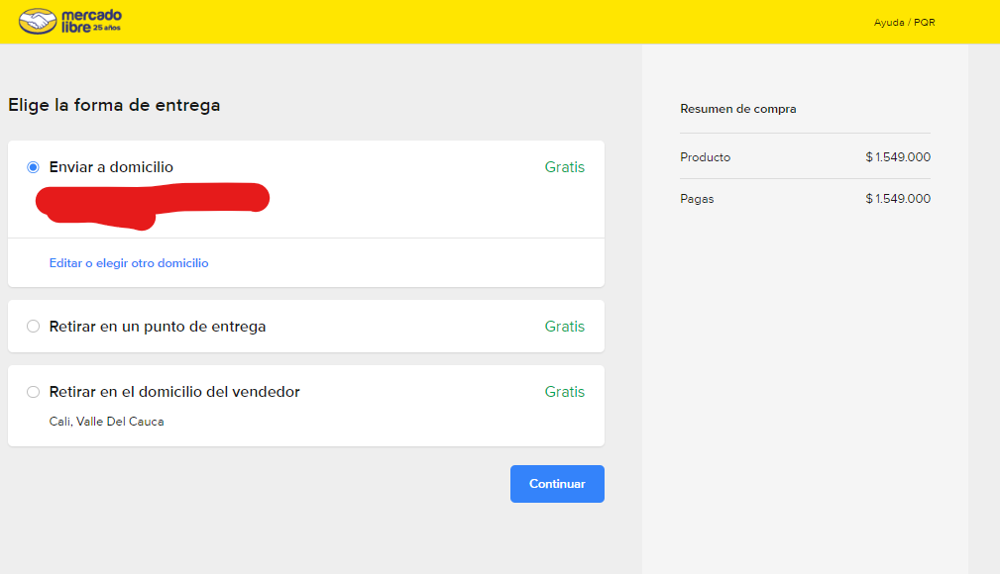 mercado
libre 25 años
Ayuda / PQR
Elige la forma de entrega
Enviar a domicilio
Gratis
Editar o elegir otro domicilio
Retirar en un punto de entrega
Gratis
Retirar en el domicilio del vendedor
Gratis
Cali, Valle Del Cauca
Continuar
Resumen de compra
Producto
$ 1.549.000
Pagas
$ 1.549.000